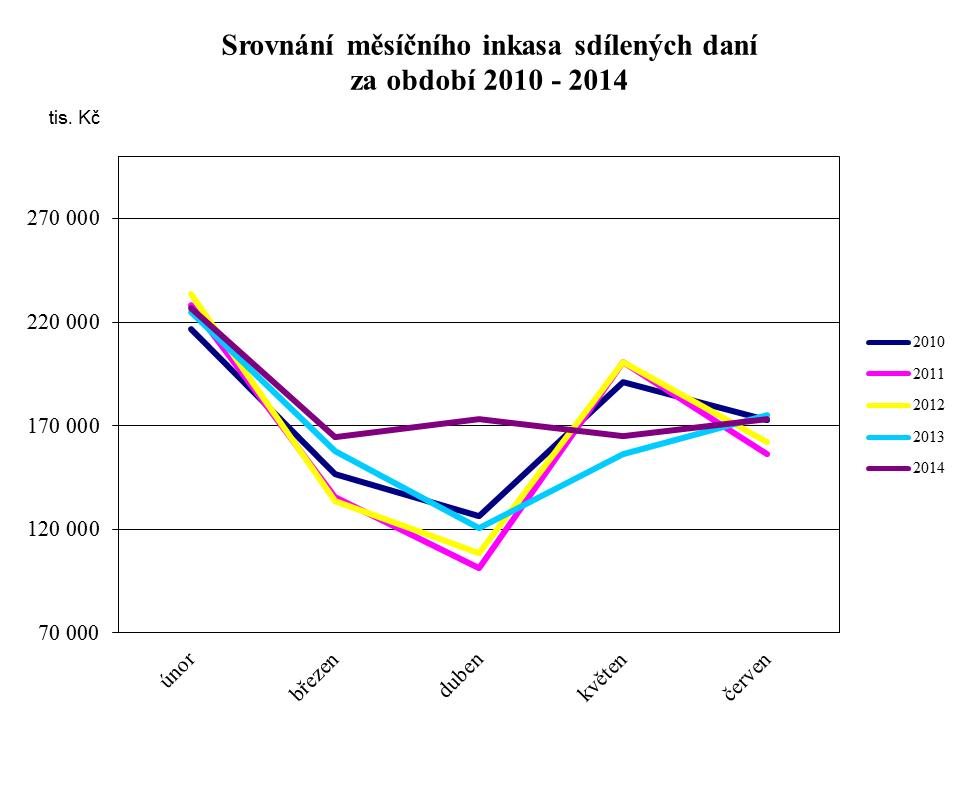 Srovnání měsíčního inkasa sdílených daní
za období 2010 - 2014
tis. Kč
270 000
220 000
170 000
120 000
70 000
únor
březen
duben
květen
červen
2010
2011
2012
2013
2014